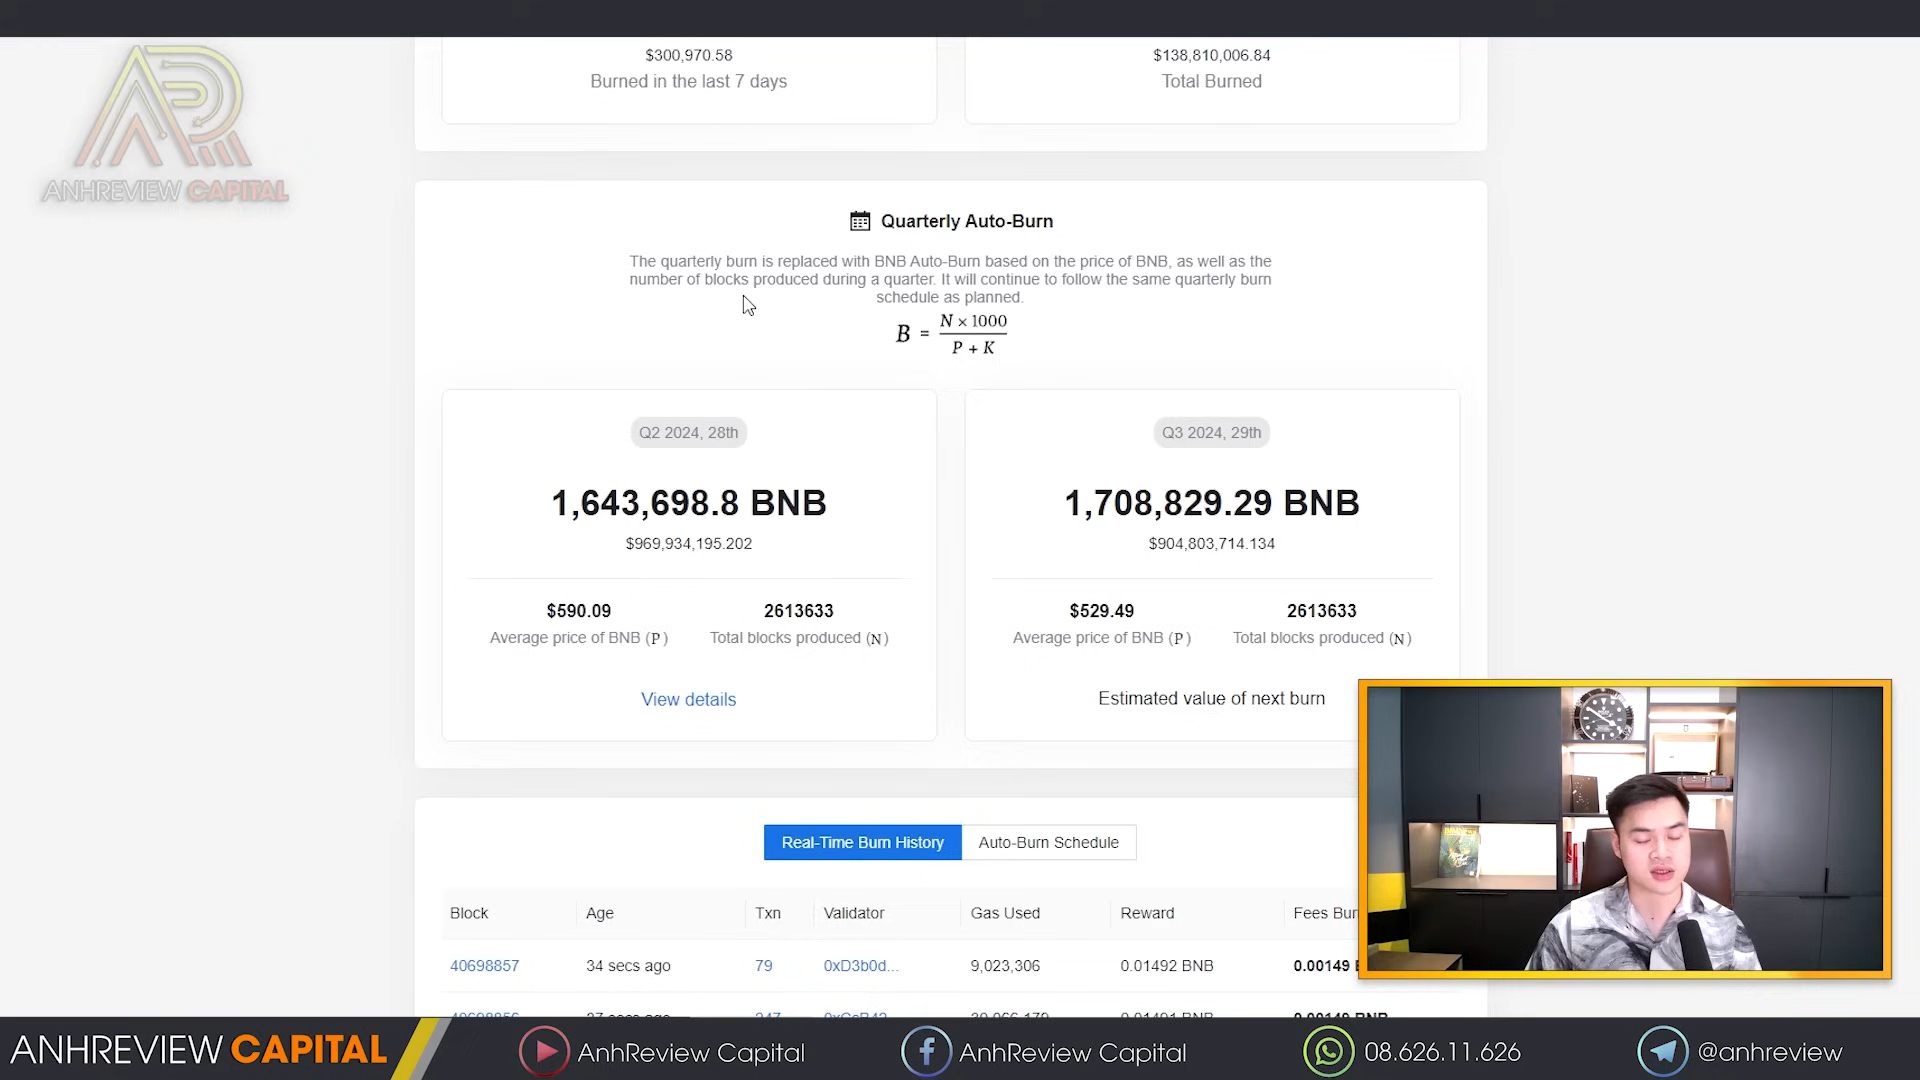 $300,970.58
Burned in the last 7 days
$138,810,006.84
Total Burned
ANHREVIEW CAPITAL
Quarterly Auto-Burn
The quarterly burn is replaced with BNB Auto-Burn based on the price of BNB, as well as the
number of blocks produced during a quarter. It will continue to follow the same quarterly burn
schedule as planned.
B = N × 1000 / P + K
Q2 2024, 28th
1,643,698.8 BNB
$969,934,195.202
$590.09
Average price of BNB (P)
2613633
Total blocks produced (N)
View details
Q3 2024, 29th
1,708,829.29 BNB
$904,803,714.134
$529.49
Average price of BNB (P)
2613633
Total blocks produced (N)
Estimated value of next burn
Real-Time Burn History
Auto-Burn Schedule
Block Age Txn Validator Gas Used Reward Fees Bur
40698857 34 secs ago 79 0xD3b0d... 9,023,306 0.01492 BNB 0.00149
ANHREVIEW CAPITAL
AnhReview Capital
AnhReview Capital
08.626.11.626
@anhreview